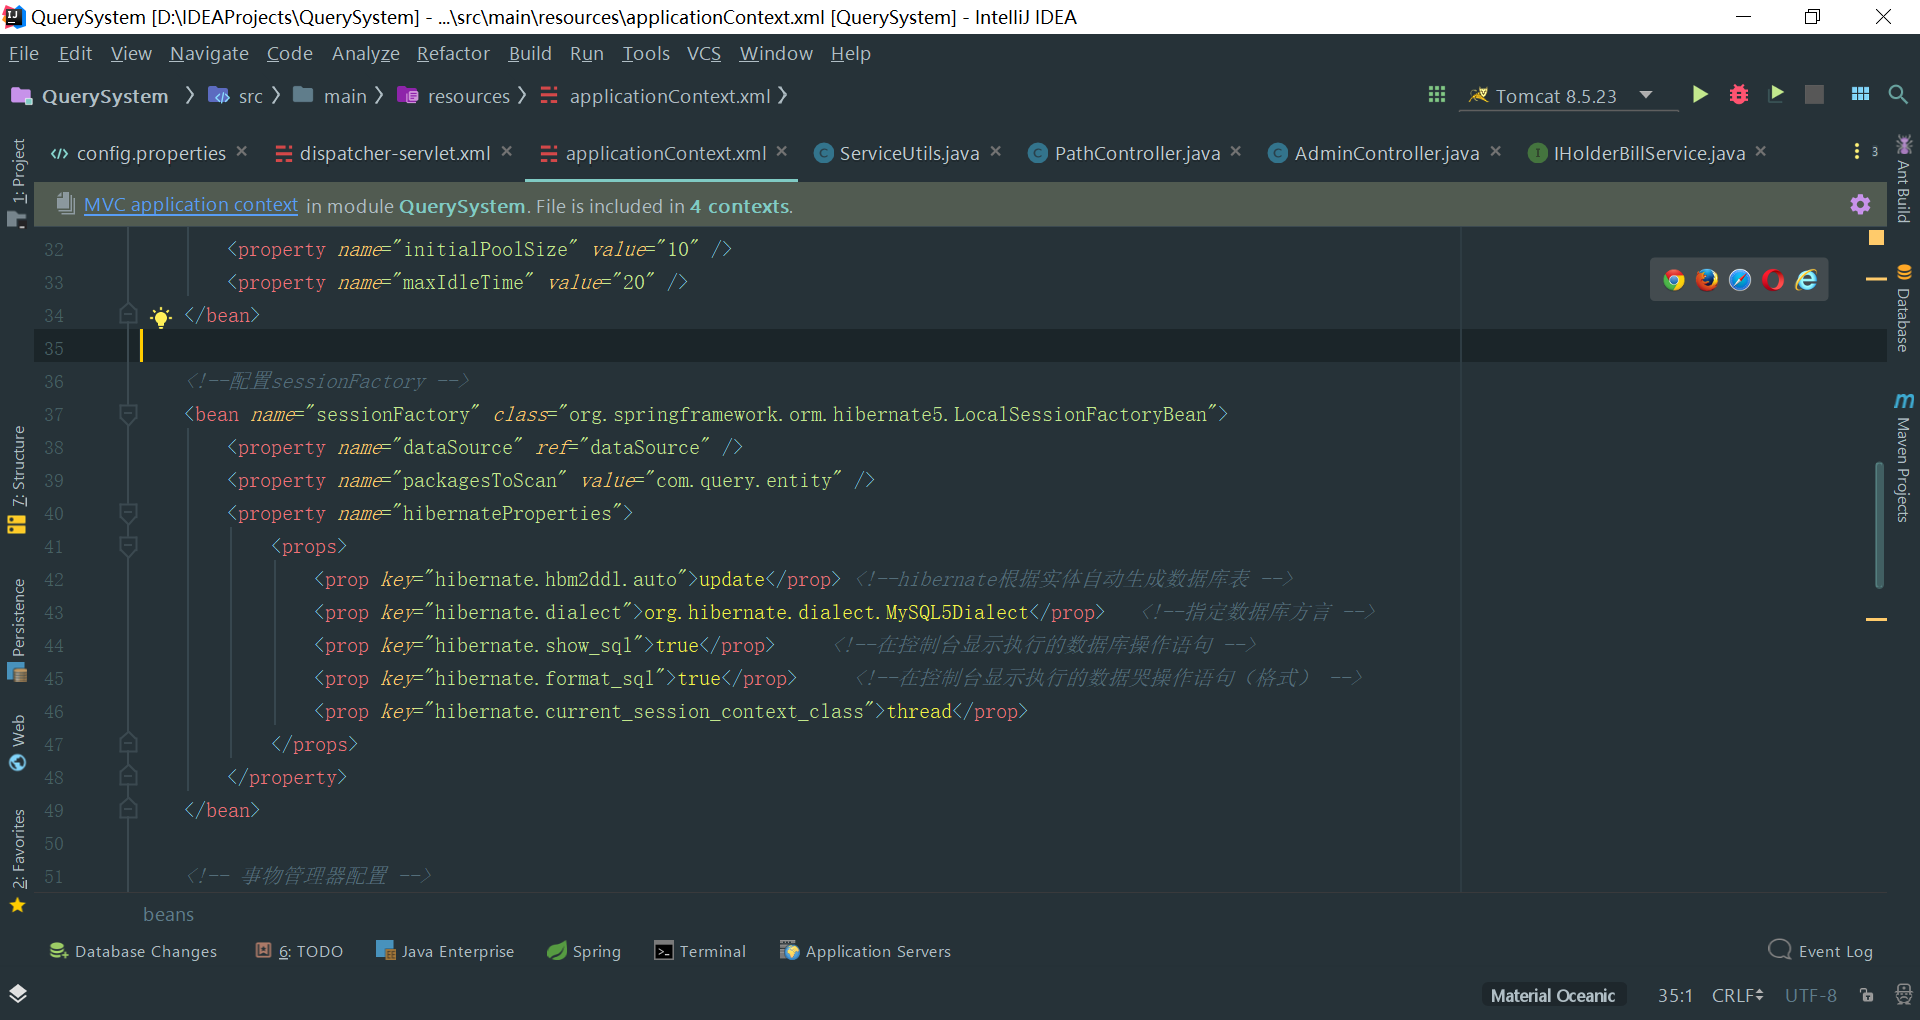 QuerySystem [D:\IDEAProjects\QuerySystem] - ...\src\main\resources\applicationContext.xml [QuerySystem] - IntelliJ IDEA
File Edit View Navigate Code Analyze Refactor Build Run Tools VCS Window Help
QuerySystem src main resources applicationContext.xml Tomcat 8.5.23
config.properties dispatcher-servlet.xml applicationContext.xml ServiceUtils.java PathController.java AdminController.java IHolderBillService.java 3
MVC application context in module QuerySystem. File is included in 4 contexts.
32 <property name="initialPoolSize" value="10" />
33 <property name="maxIdleTime" value="20" />
34 </bean>
35
36 <!--配置sessionFactory -->
37 <bean name="sessionFactory" class="org.springframework.orm.hibernate5.LocalSessionFactoryBean">
38 <property name="dataSource" ref="dataSource" />
39 <property name="packagesToScan" value="com.query.entity" />
40 <property name="hibernateProperties">
41 <props>
42 <prop key="hibernate.hbm2ddl.auto">update</prop> <!--hibernate根据实体自动生成数据库表 -->
43 <prop key="hibernate.dialect">org.hibernate.dialect.MySQL5Dialect</prop> <!--指定数据库方言 -->
44 <prop key="hibernate.show_sql">true</prop> <!--在控制台显示执行的数据库操作语句 -->
45 <prop key="hibernate.format_sql">true</prop> <!--在控制台显示执行的数据哭操作语句（格式） -->
46 <prop key="hibernate.current_session_context_class">thread</prop>
47 </props>
48 </property>
49 </bean>
50
51 <!-- 事物管理器配置 -->
beans
1: Project
7: Structure
Persistence
Web
2: Favorites
Ant Build
Database
m
Maven Projects
Database Changes 6: TODO Java Enterprise Spring Terminal Application Servers Event Log
Material Oceanic 35:1 CRLF UTF-8